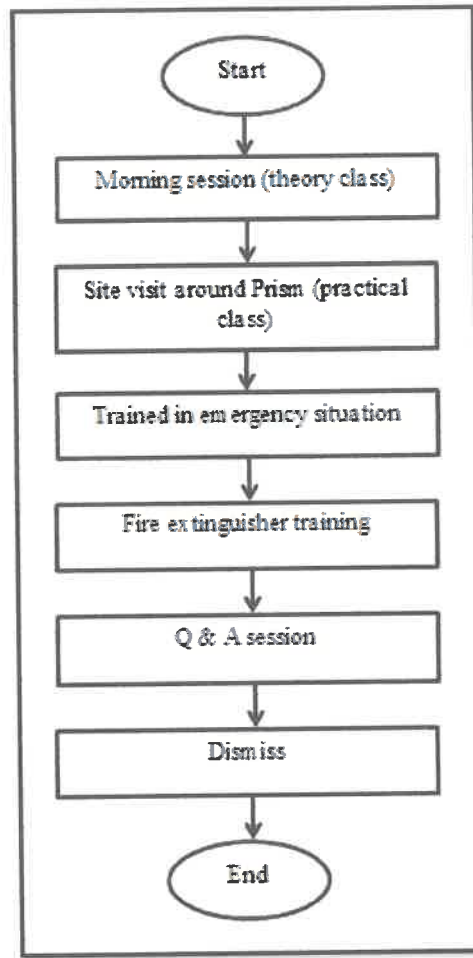 Start
Morning session (theory class)
Site visit around Prism (practical
class)
Trained in emergency situation
Fire extinguisher training
Q & A session
Dismiss
End